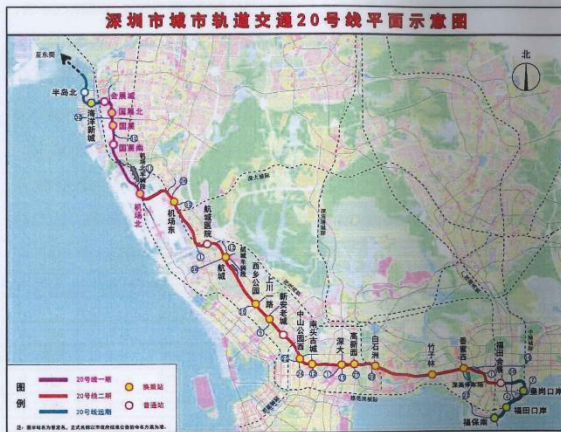 深圳市城市轨道交通20号线平面示意图
至东莞
北
半岛北
会展城
国展北
国展
海洋新城
国展南
机场北
机场东
航城医院
航城
西乡公园
上川一路
新安老城
中山公园西
南头古城
深大
高新园
白石洲
竹子林
香蜜西
福田会展
皇岗口岸
福田口岸
福保南
图例
20号线一期
20号线二期
20号线远期
换乘站
普通站